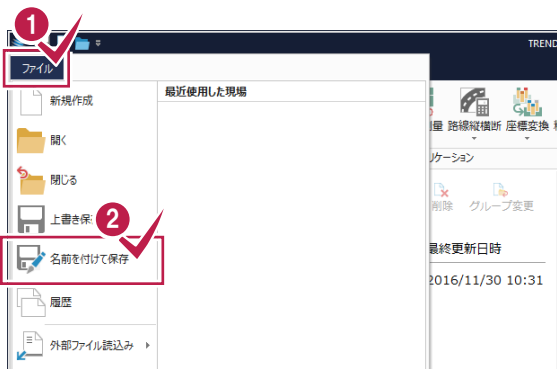 1
TREND
ファイル
新規作成
最近使用した現場
開く
閉じる
上書き保
2
名前を付けて保存
履歴
外部ファイル読込み
量 路線縦横断 座標変換
リケーション
削除 グループ変更
最終更新日時
2016/11/30 10:31